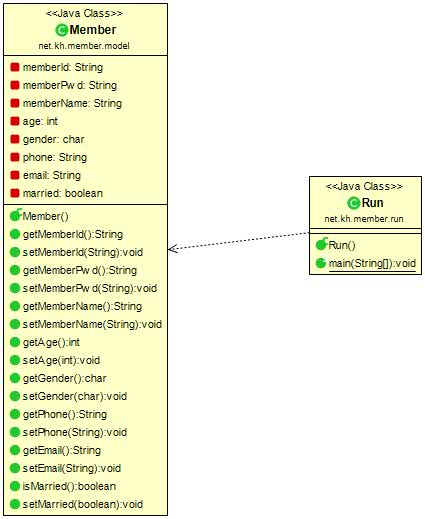 <<Java Class>>
Member
net.kh.member.model
memberId: String
memberPwd: String
memberName: String
age: int
gender: char
phone: String
email: String
married: boolean
Member()
getMemberId():String
setMemberId(String):void
getMemberPwd():String
setMemberPwd(String):void
getMemberName():String
setMemberName(String):void
getAge():int
setAge(int):void
getGender():char
setGender(char):void
getPhone():String
setPhone(String):void
getEmail():String
setEmail(String):void
isMarried():boolean
setMarried(boolean):void
<<Java Class>>
Run
net.kh.member.run
Run()
main(String[]):void